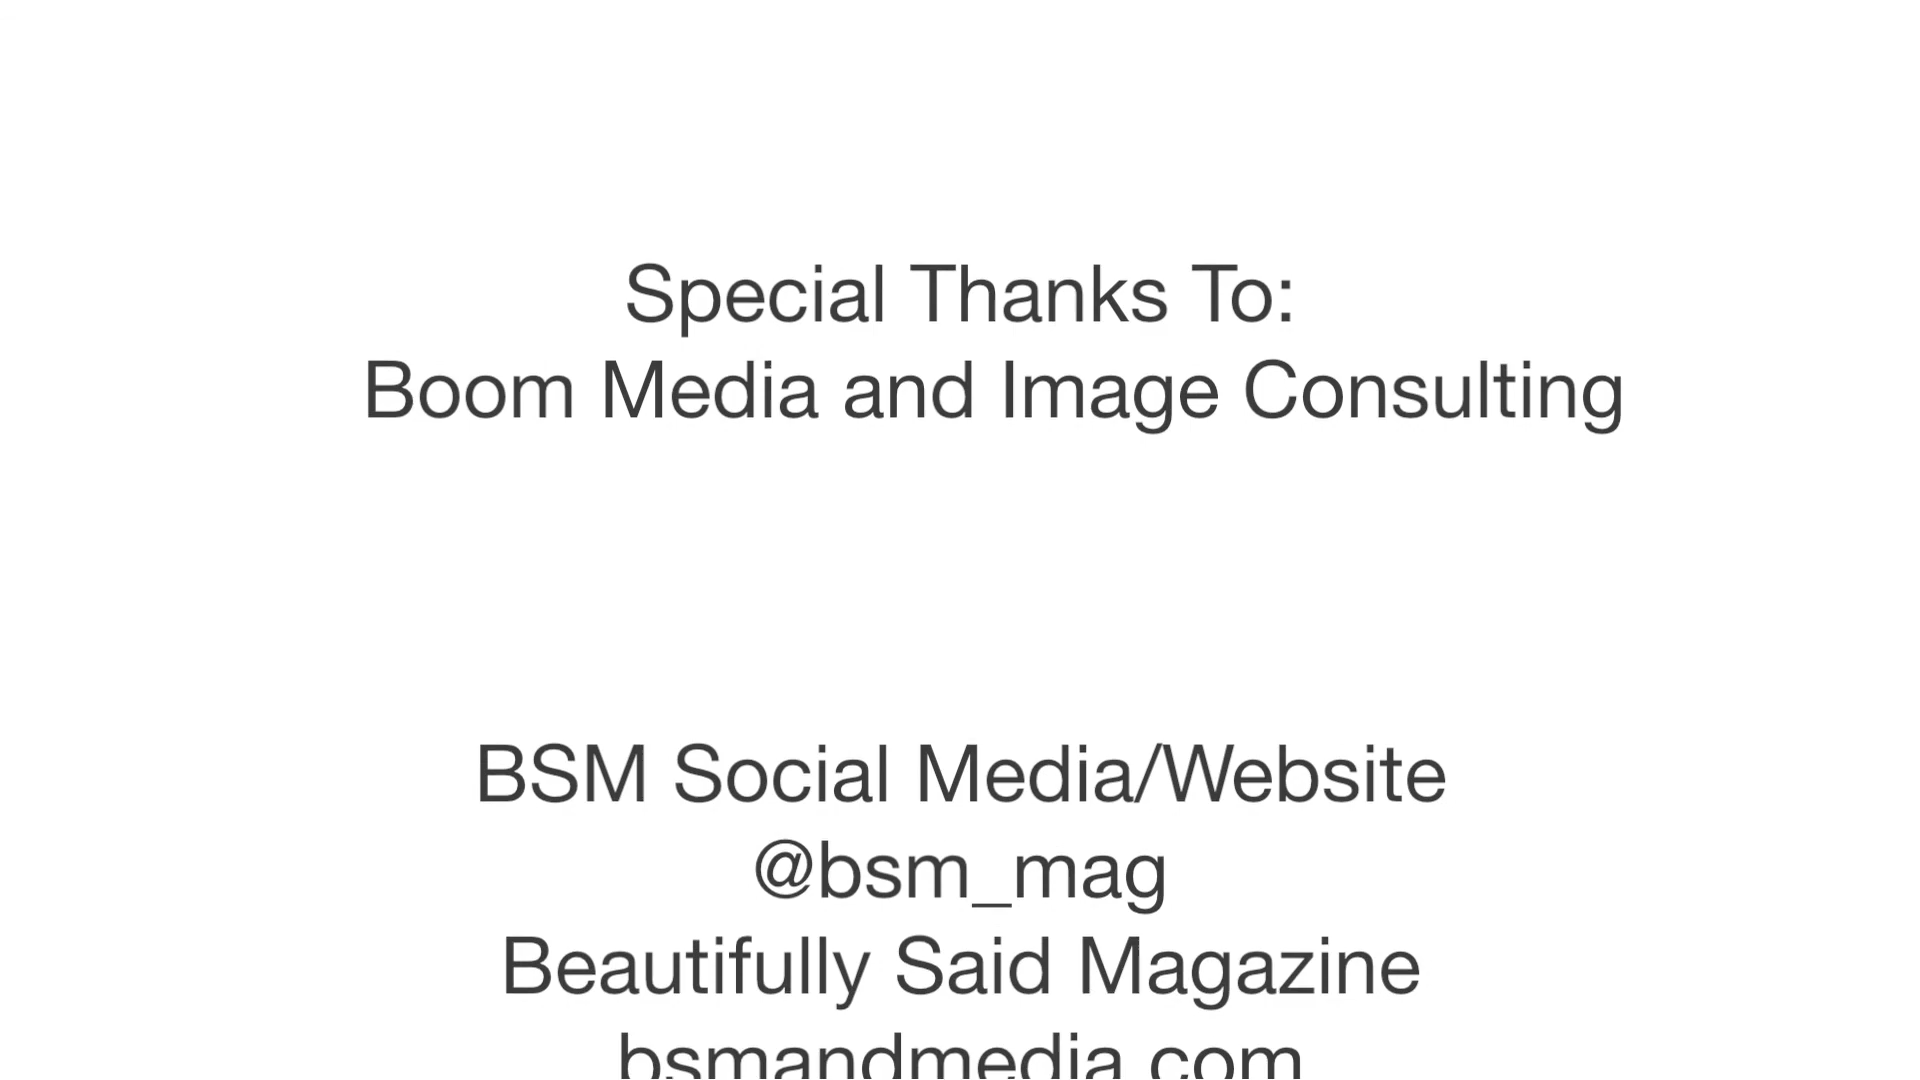 Special Thanks To:
Boom Media and Image Consulting
BSM Social Media/Website
@bsm_mag
Beautifully Said Magazine
bsmandmedia.com